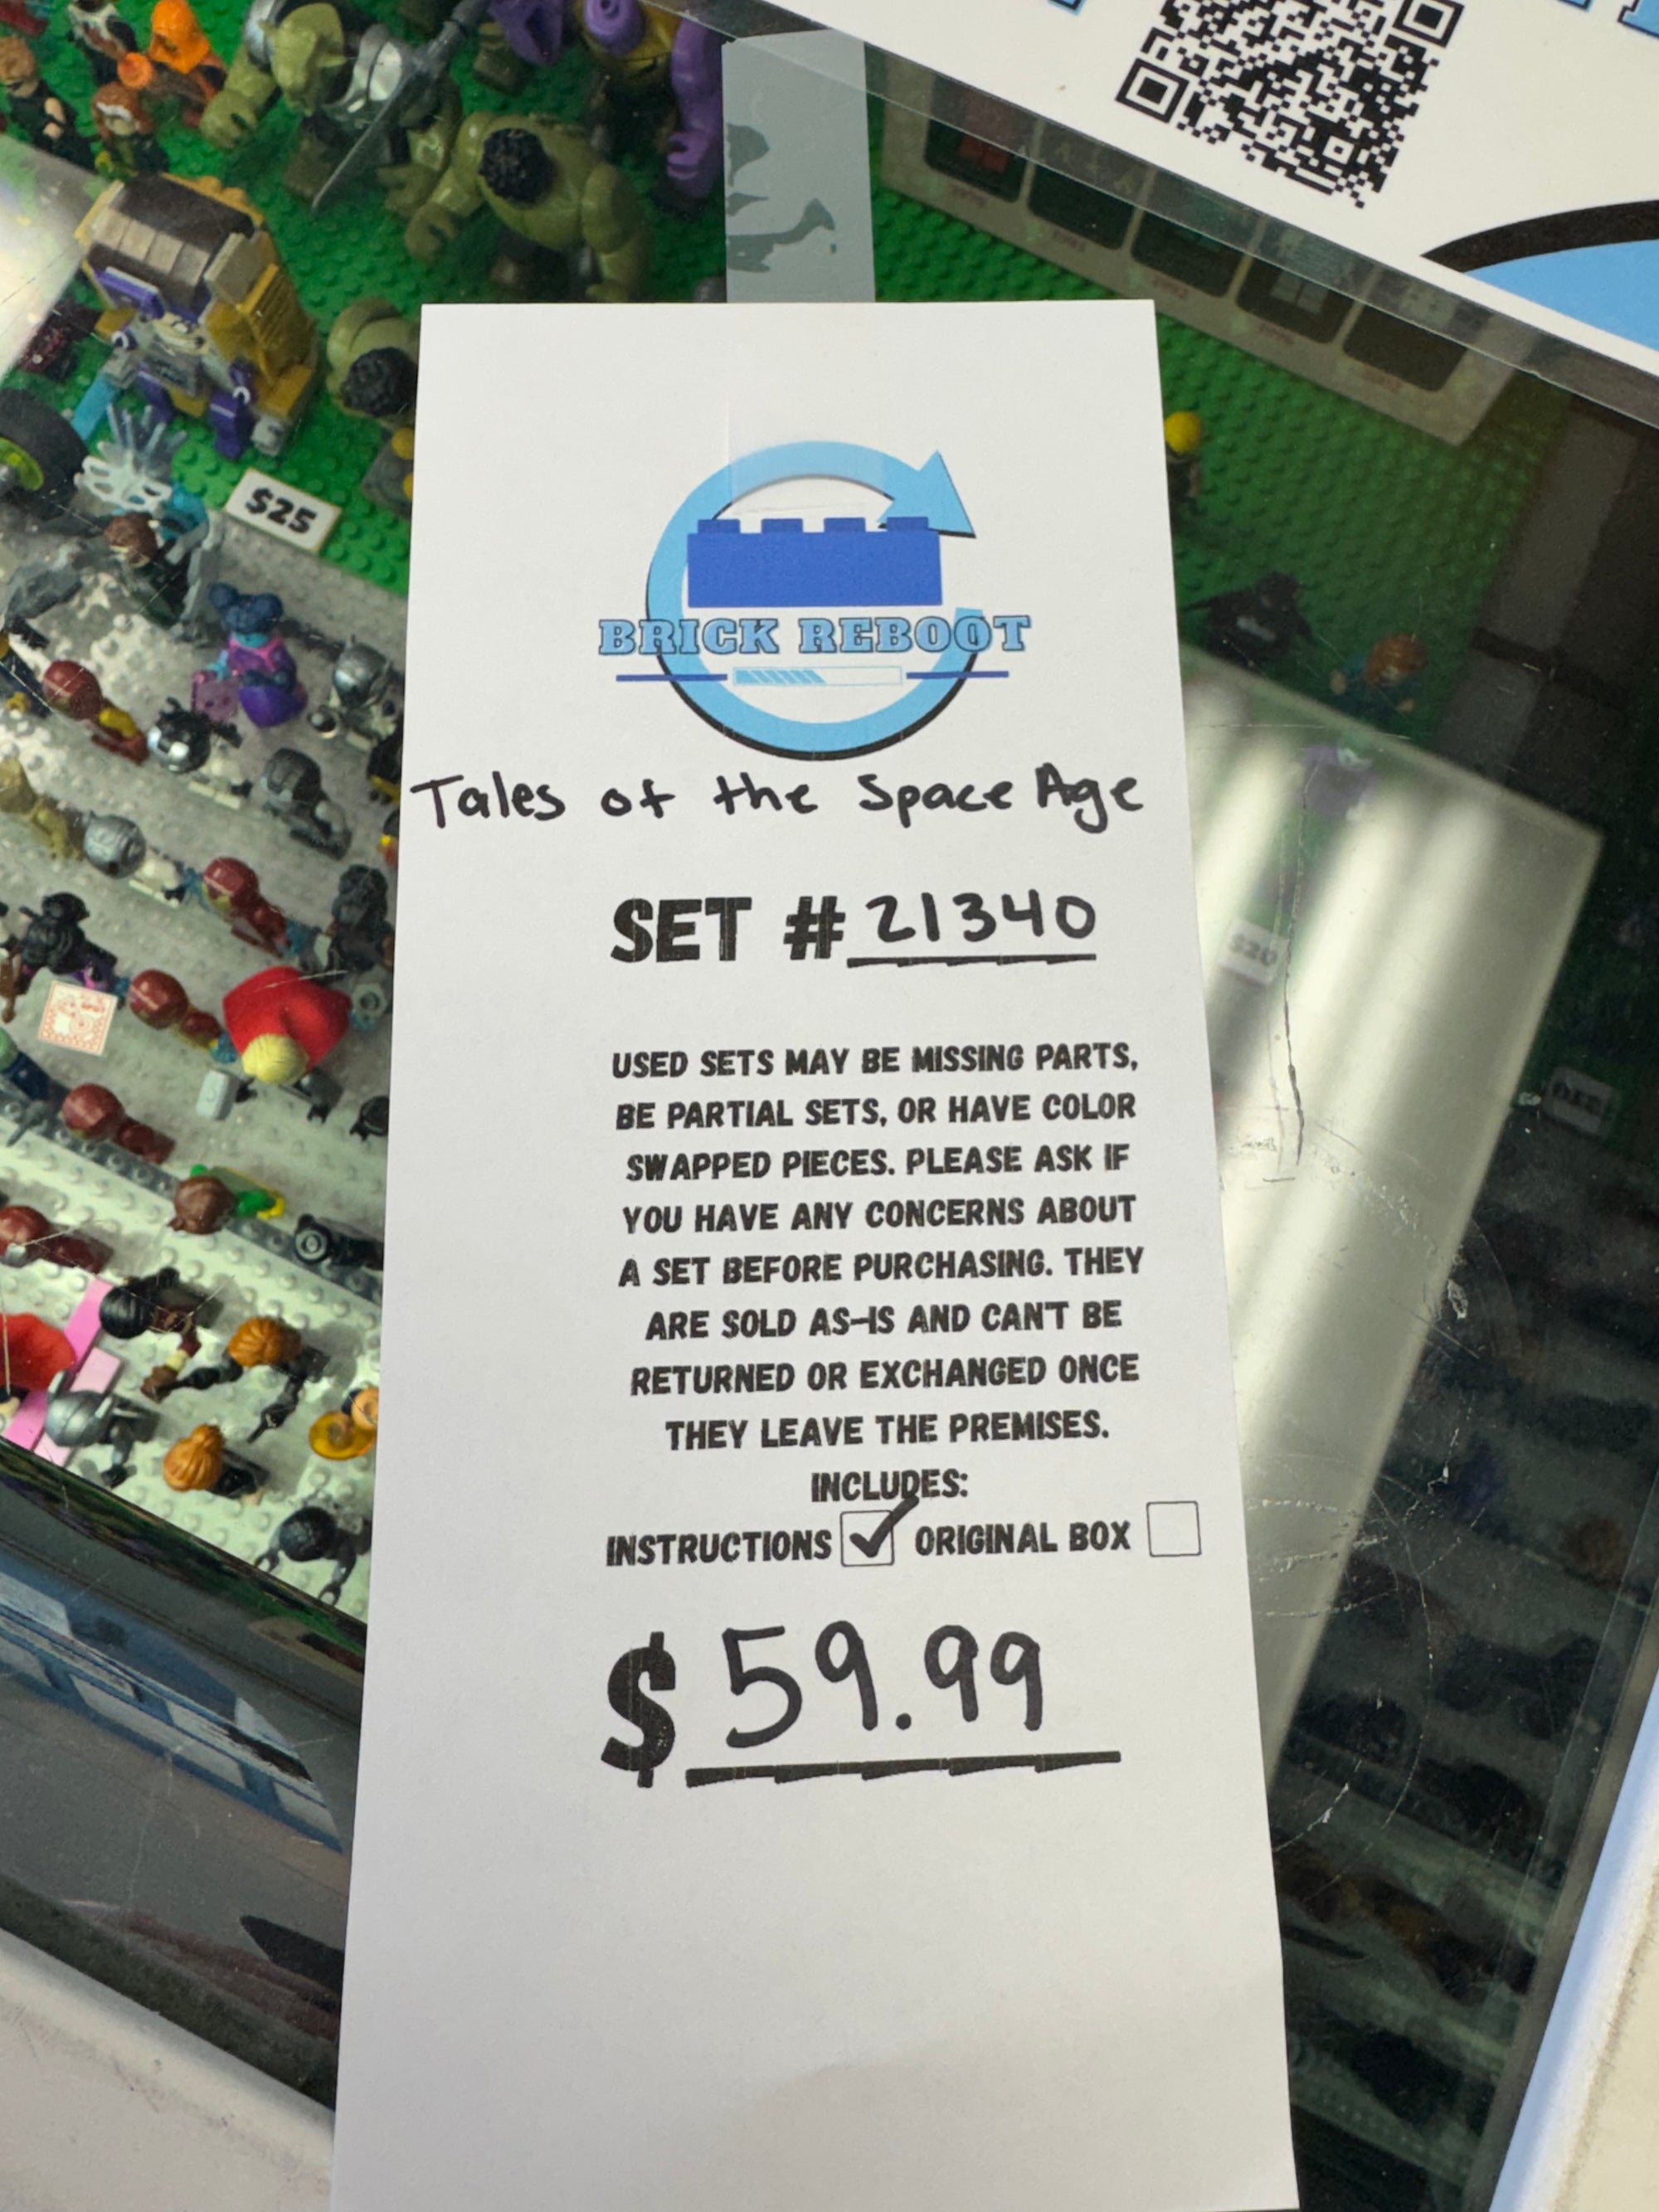 $25
BRICK REBOOT
Tales of the Space Age
SET # 21340
USED SETS MAY BE MISSING PARTS,
BE PARTIAL SETS, OR HAVE COLOR
SWAPPED PIECES. PLEASE ASK IF
YOU HAVE ANY CONCERNS ABOUT
A SET BEFORE PURCHASING. THEY
ARE SOLD AS-IS AND CAN'T BE
RETURNED OR EXCHANGED ONCE
THEY LEAVE THE PREMISES.
INCLUDES:
INSTRUCTIONS ✓ ORIGINAL BOX
$ 59.99
$20